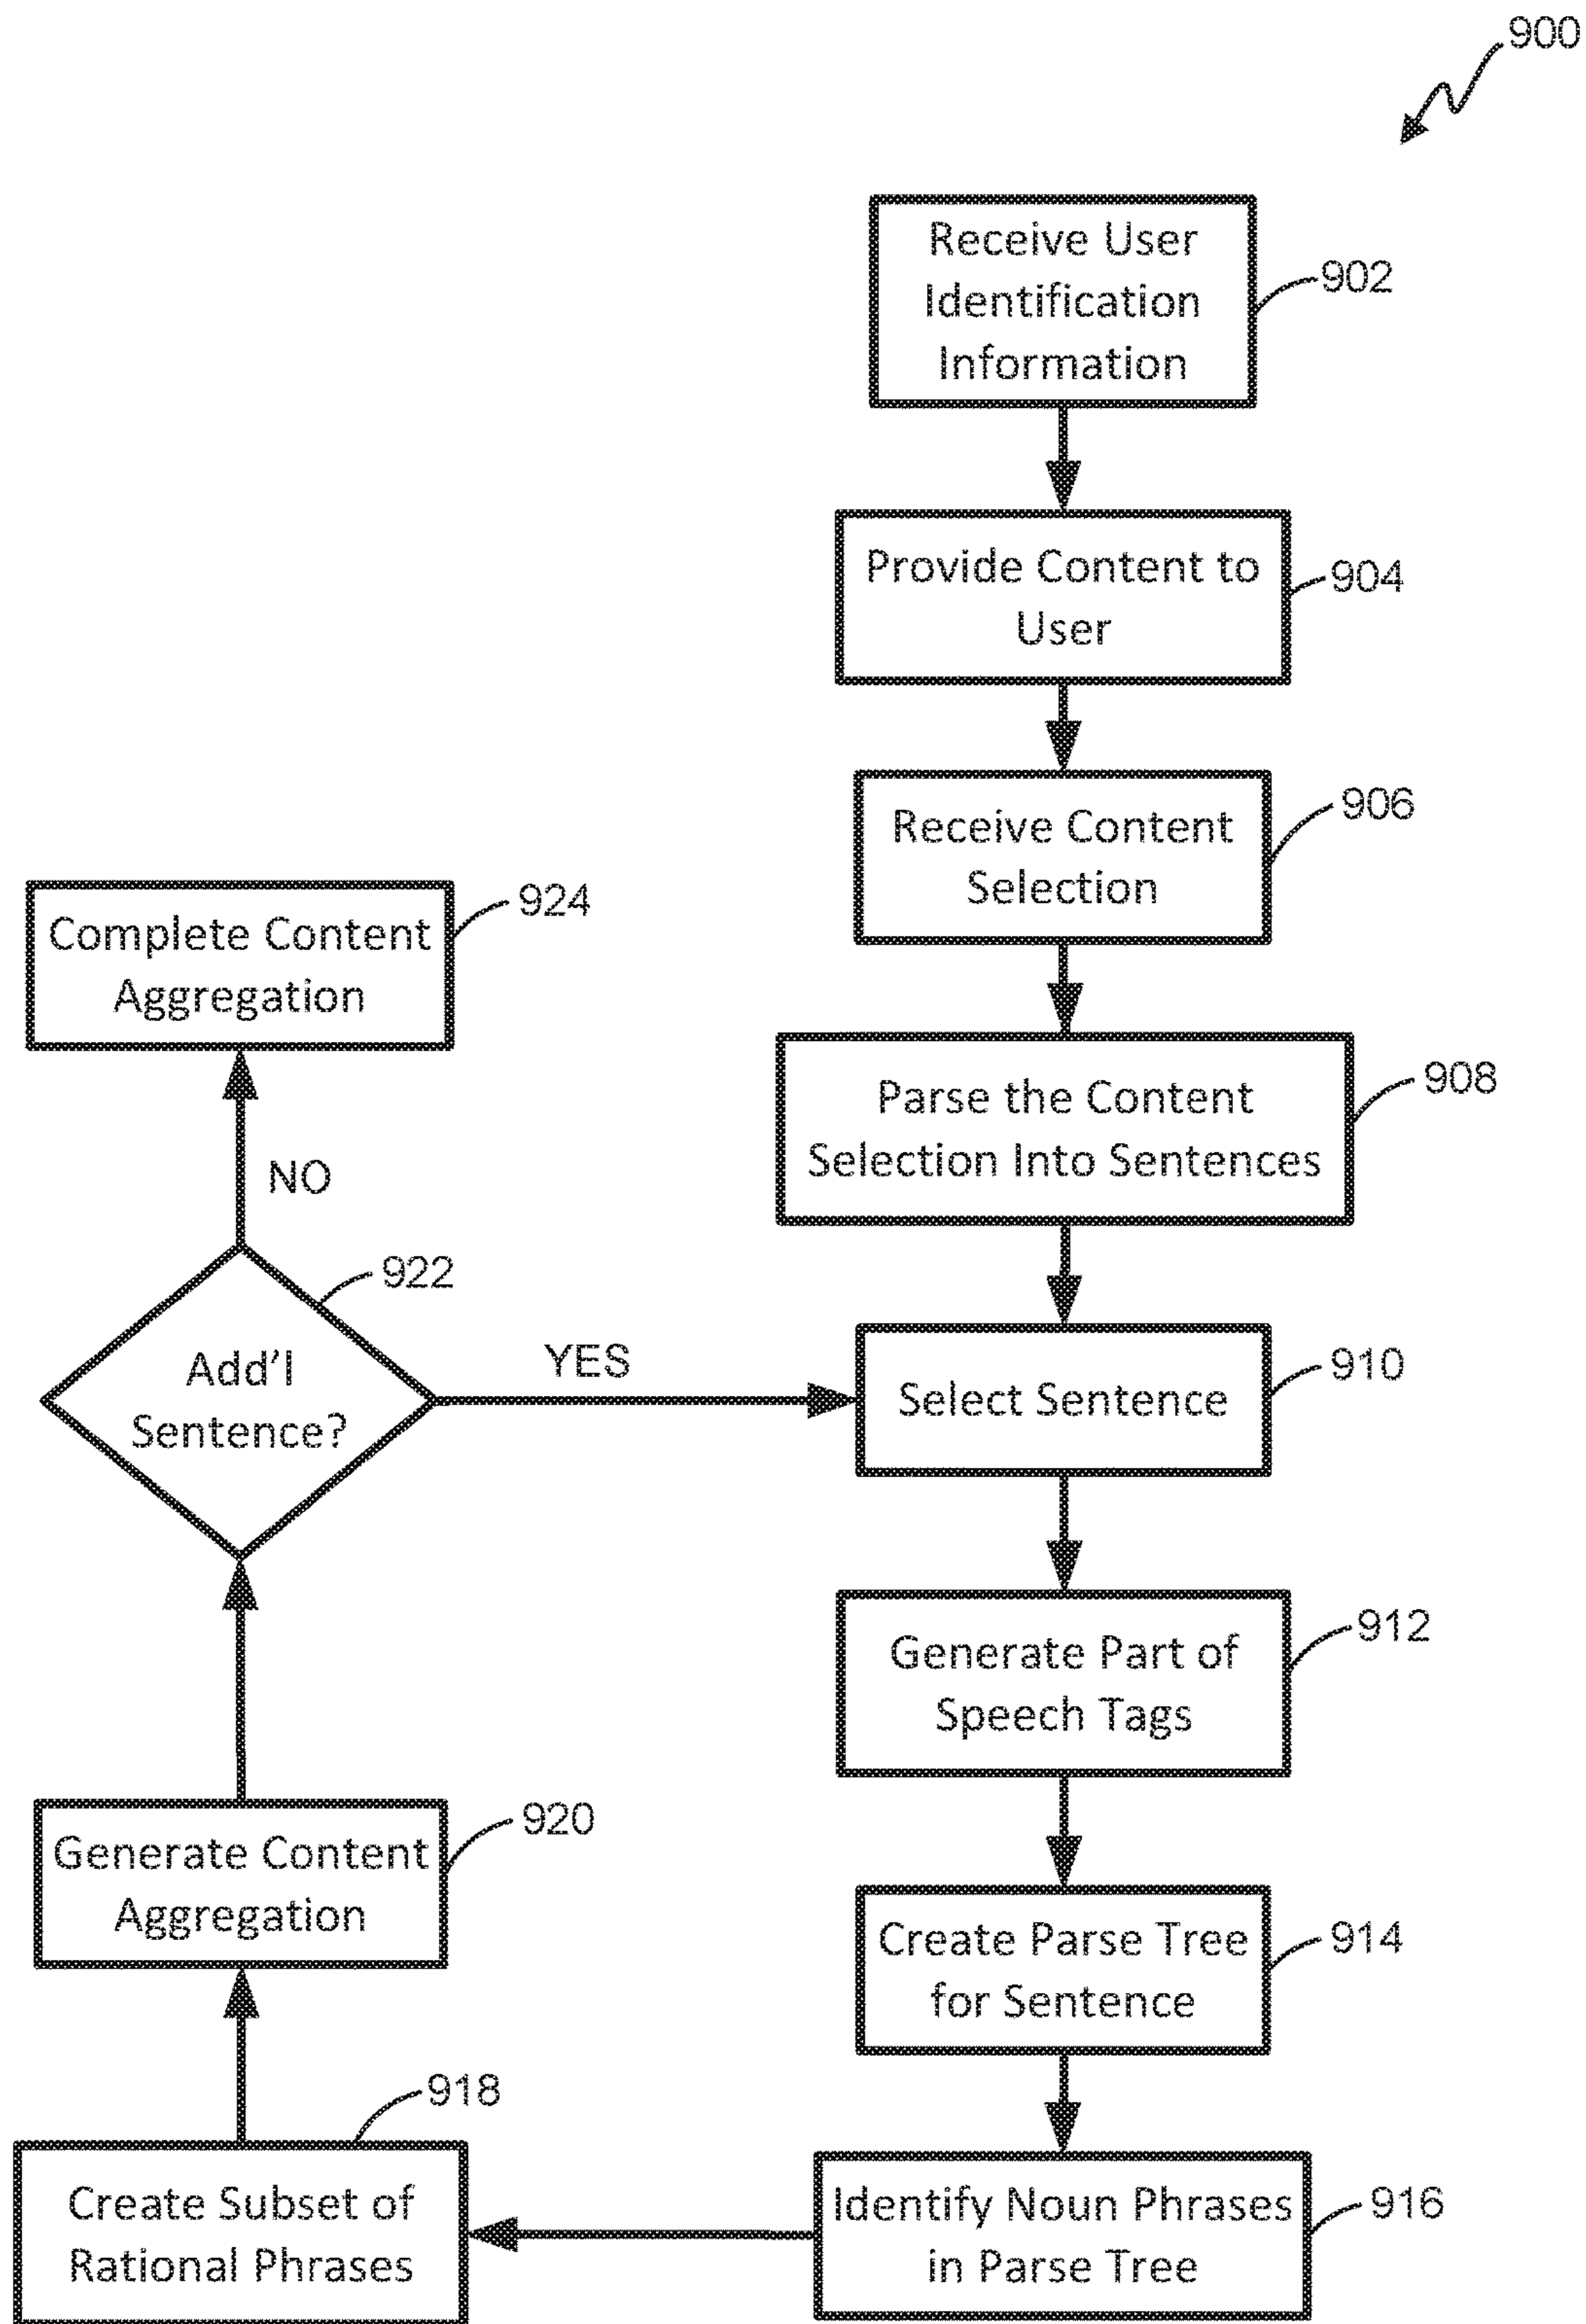 900
Receive User
Identification
Information
902
Provide Content to
User
904
Receive Content
Selection
906
Parse the Content
Selection Into Sentences
908
Select Sentence
910
Generate Part of
Speech Tags
912
Create Parse Tree
for Sentence
914
Identify Noun Phrases
in Parse Tree
916
Create Subset of
Rational Phrases
918
Generate Content
Aggregation
920
Add'l
Sentence?
922
YES
NO
Complete Content
Aggregation
924